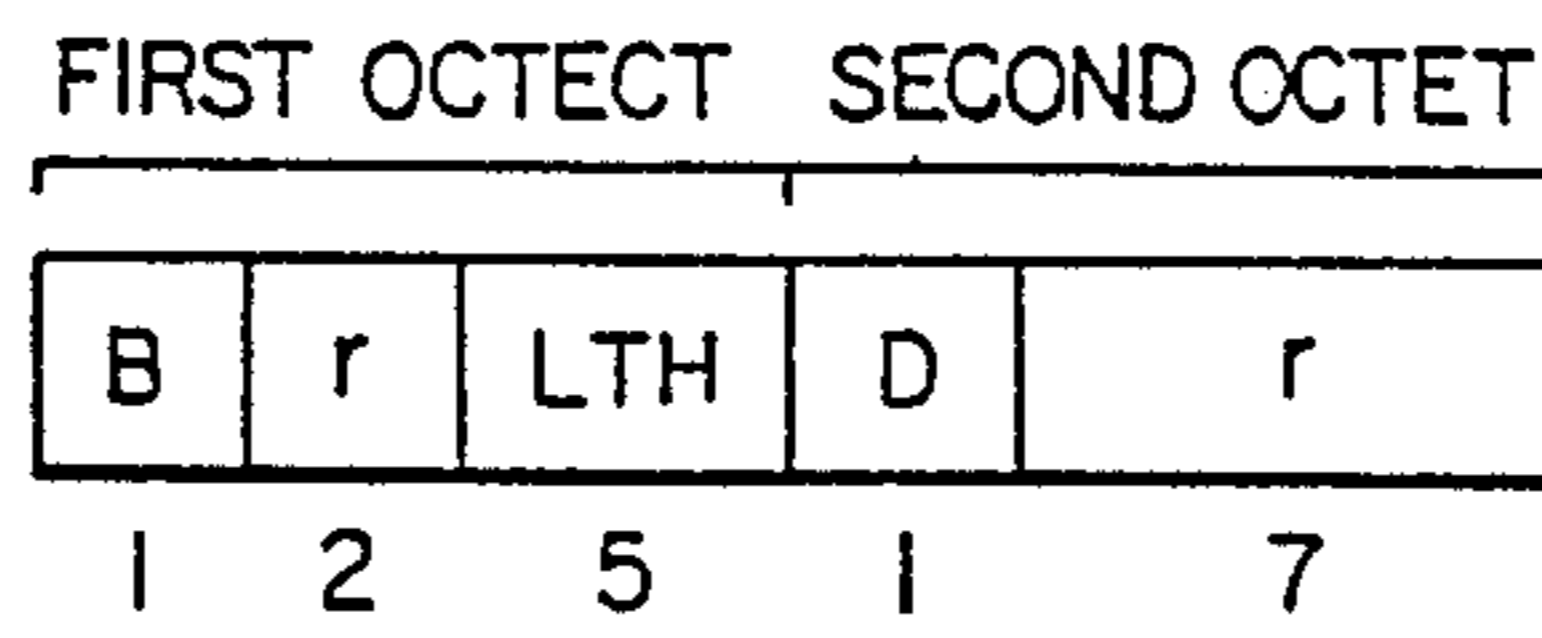 FIRST OCTECT SECOND OCTET
B r LTH D r
1 2 5 1 7